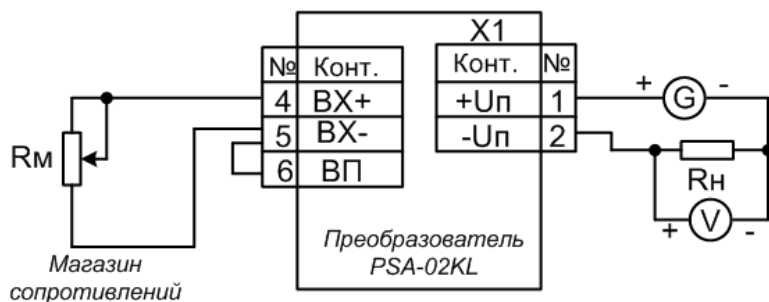 X1
№ Конт.
Конт. №
4 ВХ+
+Uп 1
+ G -
5 ВХ-
-Uп 2
Rм
6 ВП
Rн
+ V -
Преобразователь
PSA-02KL
Магазин
сопротивлений